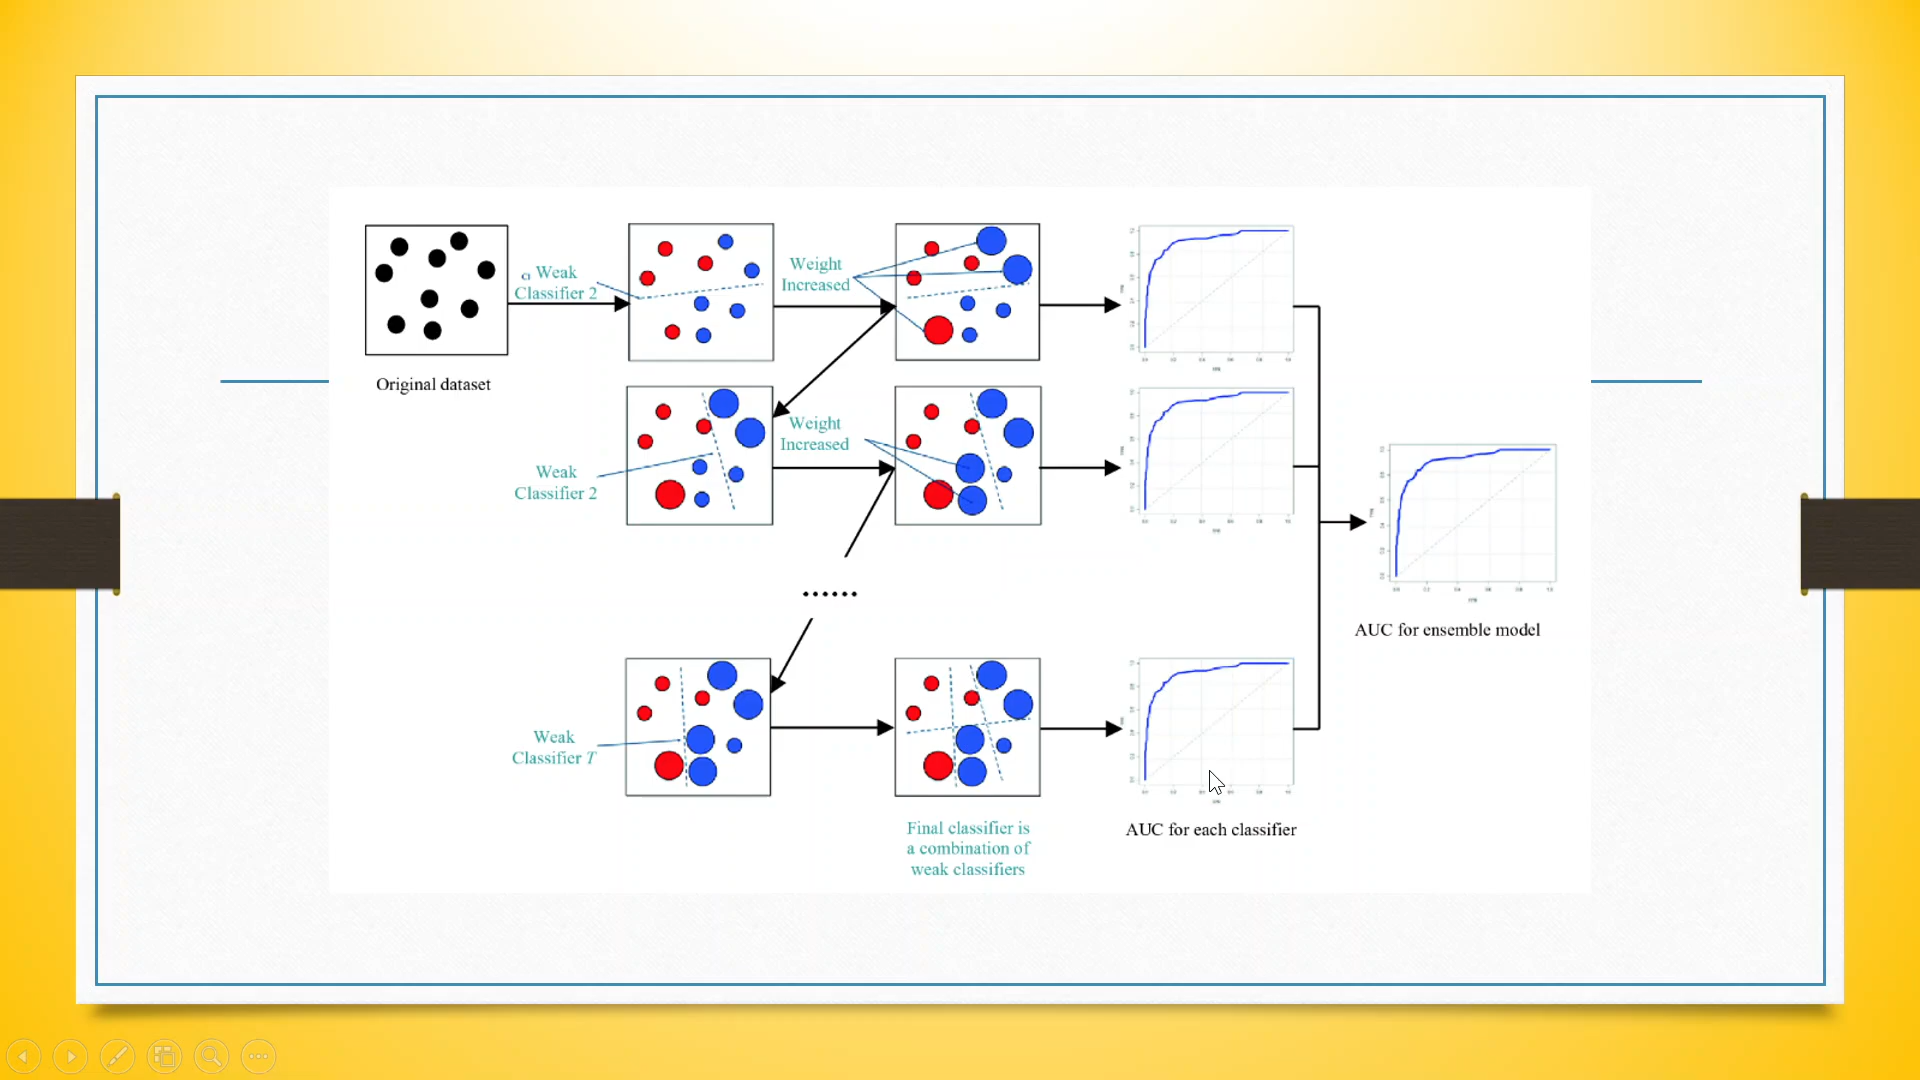 Weak
Classifier 2
Weight
Increased
Original dataset
Weight
Increased
Weak
Classifier 2
AUC for ensemble model
Weak
Classifier T
AUC for each classifier
Final classifier is
a combination of
weak classifiers